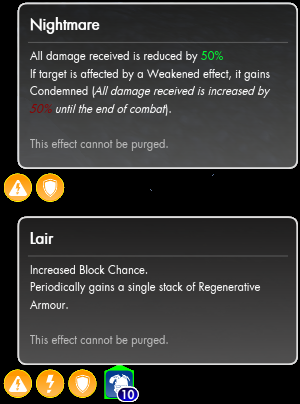 Nightmare
All damage received is reduced by 50%
If target is affected by a Weakened effect, it gains
Condemned (All damage received is increased by
50% until the end of combat).
This effect cannot be purged.
Lair
Increased Block Chance.
Periodically gains a single stack of Regenerative
Armour.
This effect cannot be purged.
10